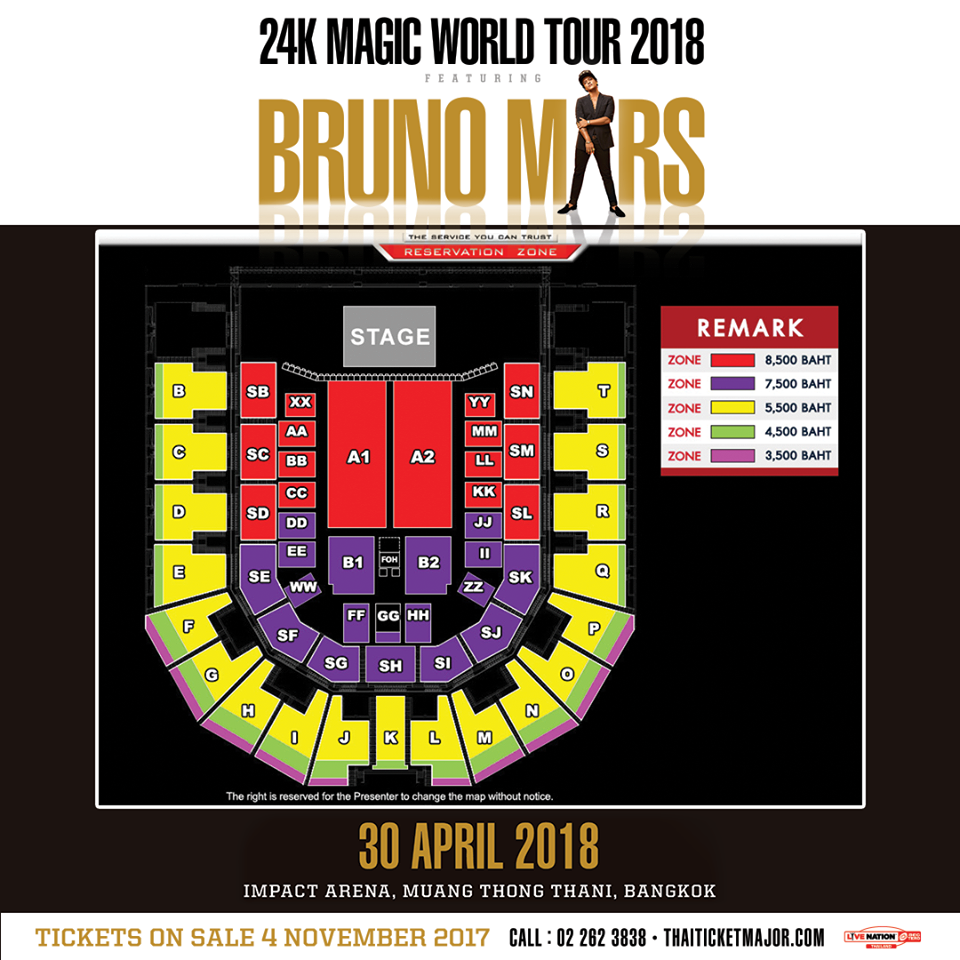 24K MAGIC WORLD TOUR 2018
FEATURING
BRUNO MARS
THE SERVICE YOU CAN TRUST
RESERVATION ZONE
STAGE
REMARK
ZONE 8,500 BAHT
ZONE 7,500 BAHT
ZONE 5,500 BAHT
ZONE 4,500 BAHT
ZONE 3,500 BAHT
B SB XX YY SN T
AA MM
C SC BB A1 A2 LL SM S
CC KK
D SD DD JJ SL R
EE II
E SE WW B1 FOH B2 ZZ SK Q
F SF FF GG HH SJ P
G SG SH SI O
H N
I J K L M
The right is reserved for the Presenter to change the map without notice.
30 APRIL 2018
IMPACT ARENA, MUANG THONG THANI, BANGKOK
TICKETS ON SALE 4 NOVEMBER 2017 CALL : 02 262 3838 • THAITICKETMAJOR.COM
LIVE NATION